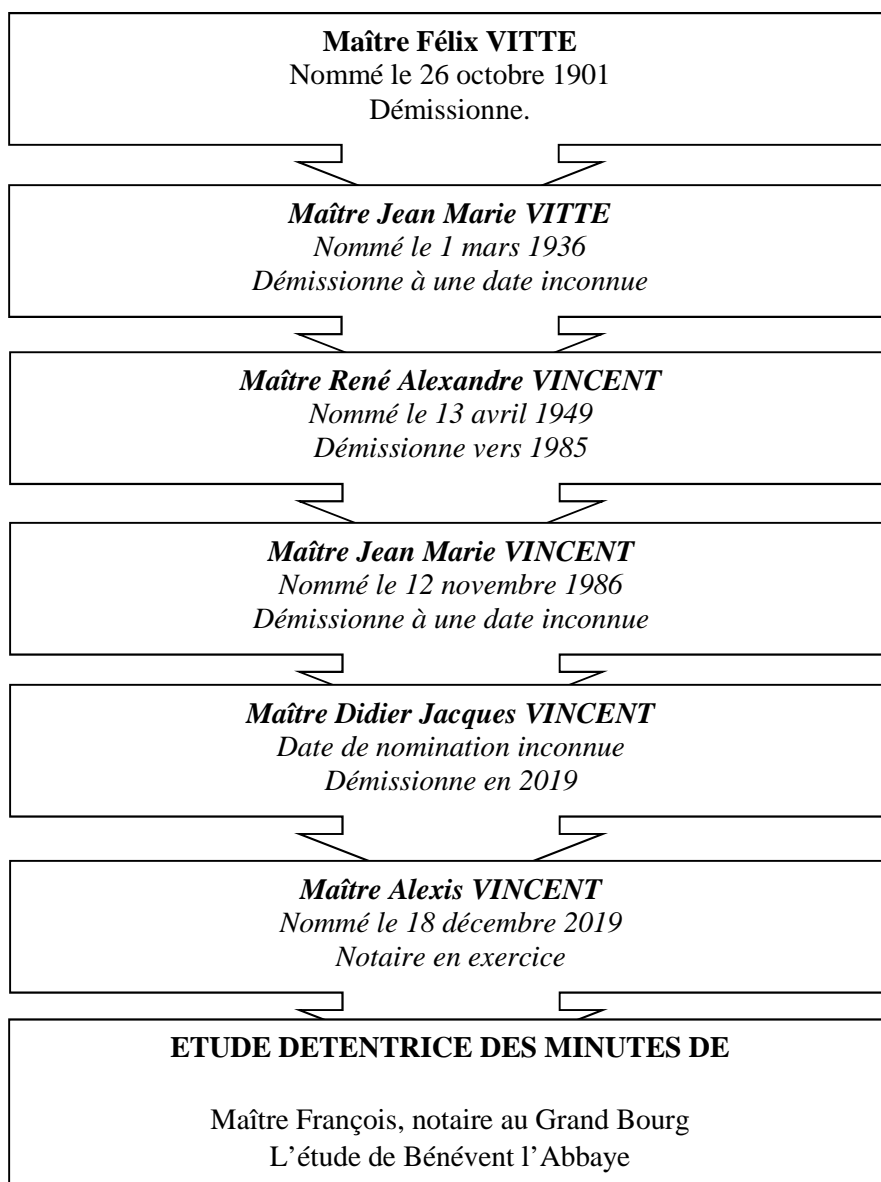 Maître Félix VITTE
Nommé le 26 octobre 1901
Démissionne.
Maître Jean Marie VITTE
Nommé le 1 mars 1936
Démissionne à une date inconnue
Maître René Alexandre VINCENT
Nommé le 13 avril 1949
Démissionne vers 1985
Maître Jean Marie VINCENT
Nommé le 12 novembre 1986
Démissionne à une date inconnue
Maître Didier Jacques VINCENT
Date de nomination inconnue
Démissionne en 2019
Maître Alexis VINCENT
Nommé le 18 décembre 2019
Notaire en exercice
ETUDE DETENTRICE DES MINUTES DE
Maître François, notaire au Grand Bourg
L’étude de Bénévent l’Abbaye